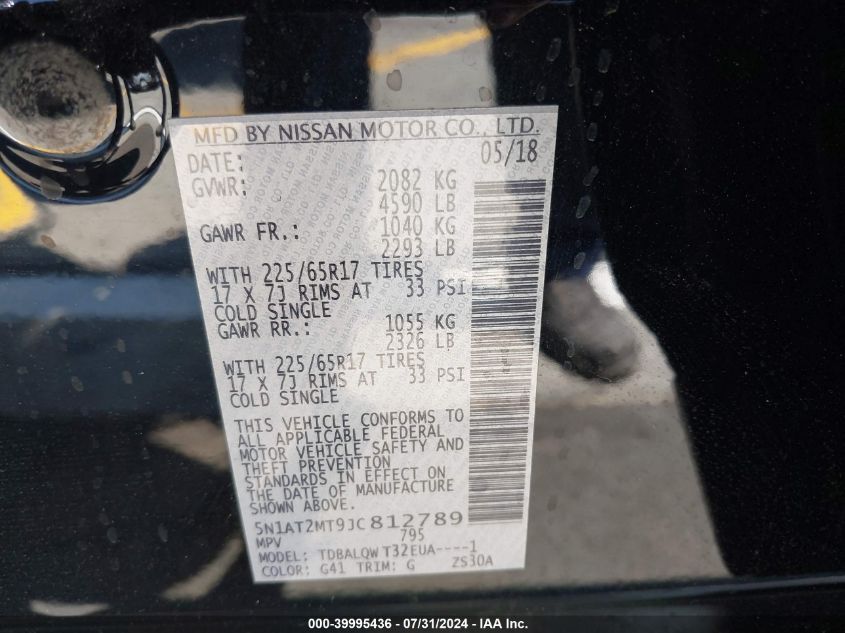 MFD BY NISSAN MOTOR CO., LTD.
DATE: 05/18
GVWR: 2082 KG
4590 LB
GAWR FR.: 1040 KG
2293 LB
WITH 225/65R17 TIRES
17 X 7J RIMS AT 33 PSI
COLD SINGLE
GAWR RR.: 1055 KG
2326 LB
WITH 225/65R17 TIRES
17 X 7J RIMS AT 33 PSI
COLD SINGLE
THIS VEHICLE CONFORMS TO
ALL APPLICABLE FEDERAL
MOTOR VEHICLE SAFETY AND
THEFT PREVENTION
STANDARDS IN EFFECT ON
THE DATE OF MANUFACTURE
SHOWN ABOVE.
5N1AT2MT9JC812789
MPV 795
MODEL: TDBALQW T32EUA----1
COLOR: G41 TRIM: G ZS30A
000-39995436 - 07/31/2024 - IAA Inc.